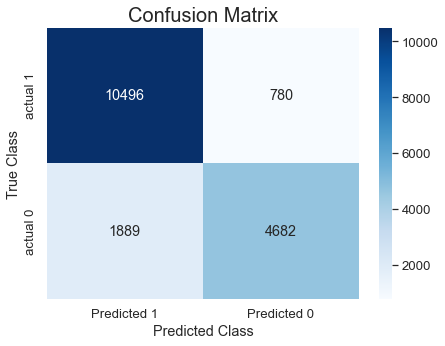 Confusion Matrix
True Class
actual 1
10496
780
actual 0
1889
4682
Predicted 1
Predicted 0
Predicted Class
10000
8000
6000
4000
2000